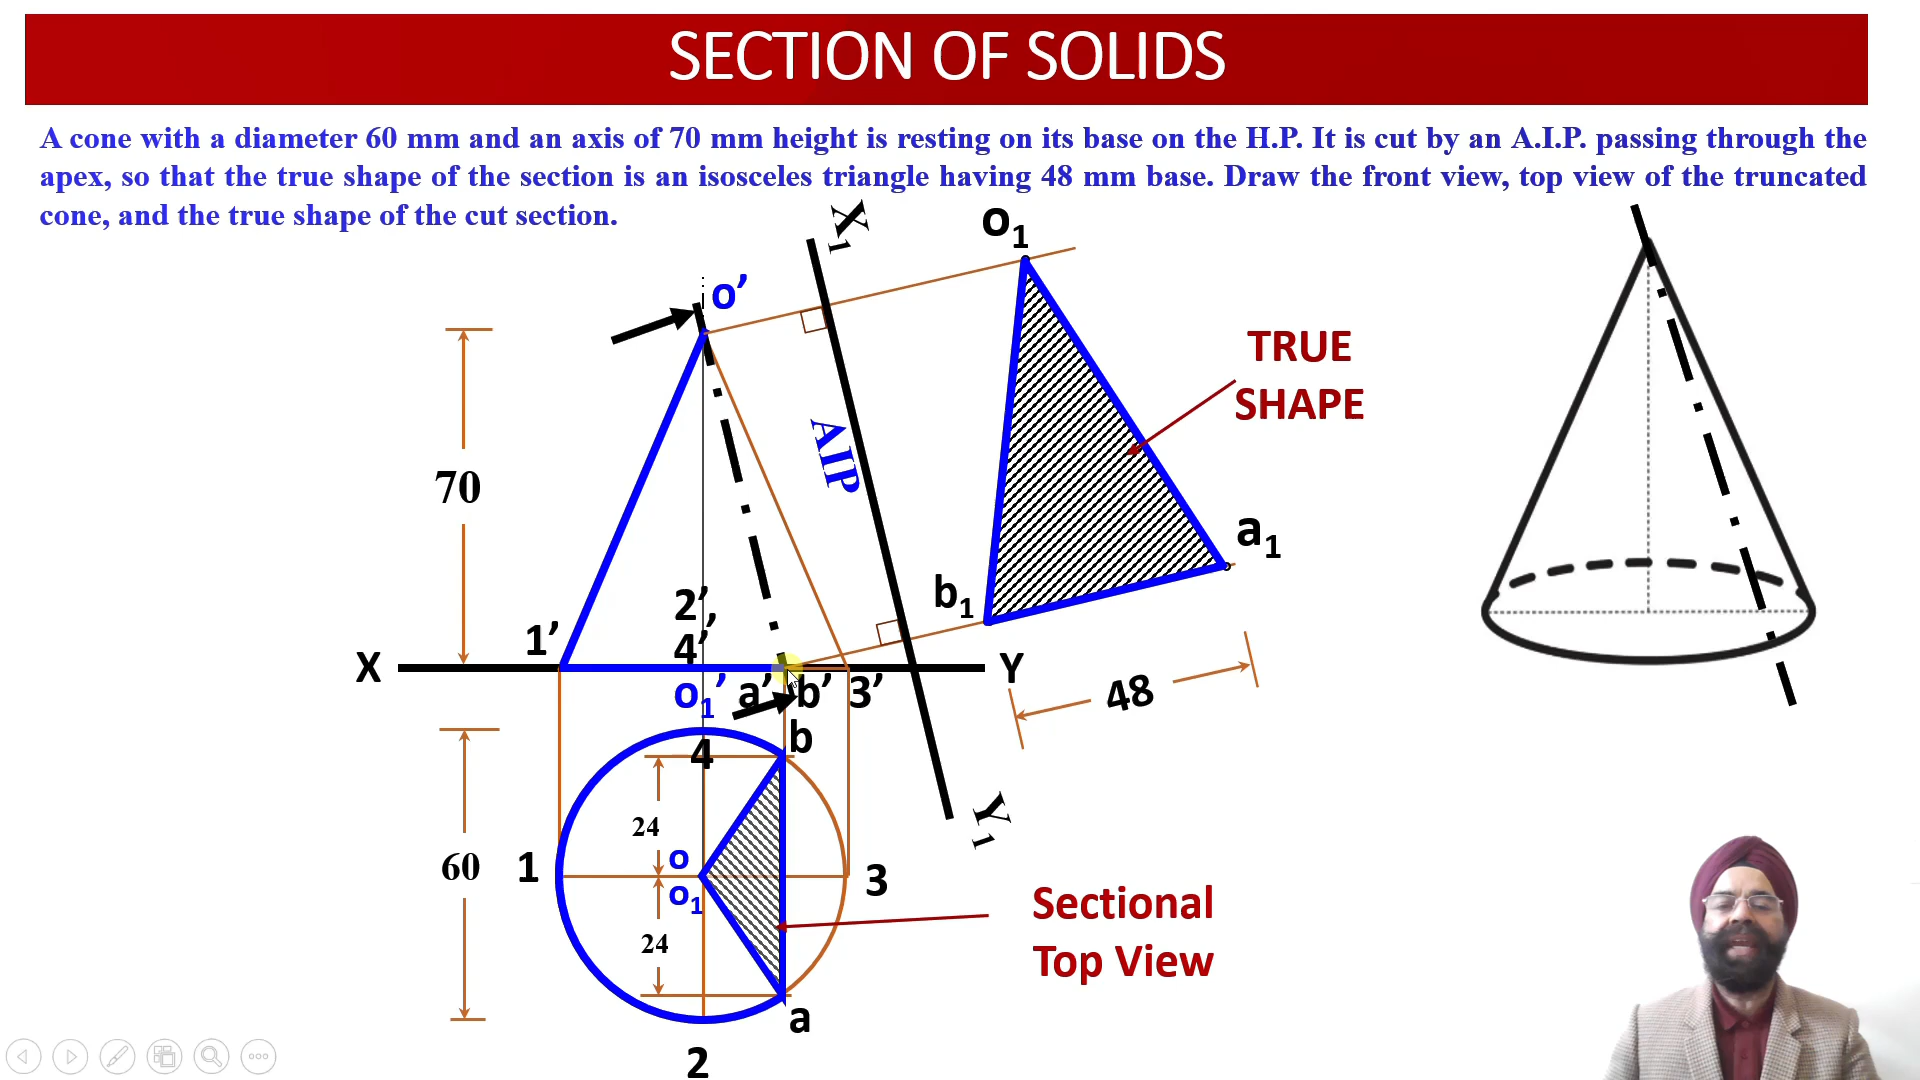 SECTION OF SOLIDS
A cone with a diameter 60 mm and an axis of 70 mm height is resting on its base on the H.P. It is cut by an A.I.P. passing through the
apex, so that the true shape of the section is an isosceles triangle having 48 mm base. Draw the front view, top view of the truncated
cone, and the true shape of the cut section.
X₁
o₁
o’
TRUE
SHAPE
AIP
70
a₁
b₁
2’,
4’
1’
X
Y
o₁’
a’
b’
3’
48
b
4
24
Y₁
60
1
o
o₁
3
Sectional
Top View
24
a
2